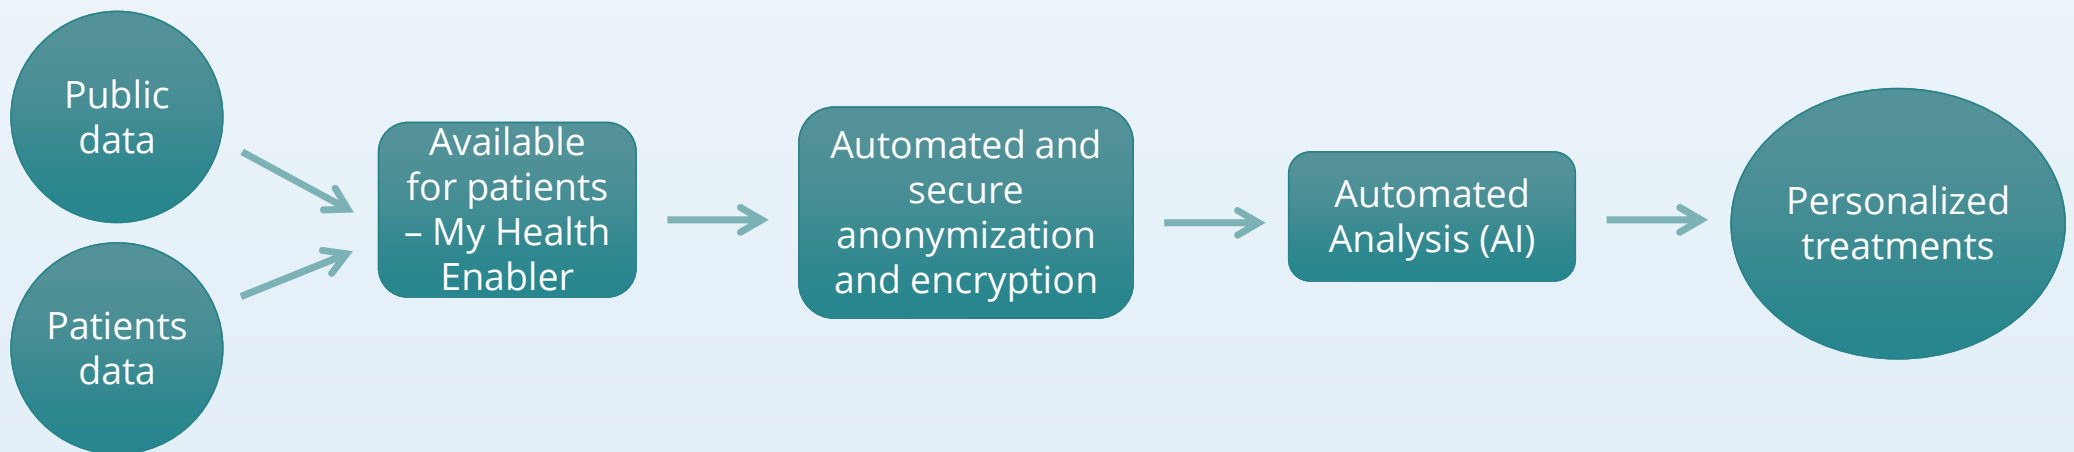 Public
data
Patients
data
Available
for patients
– My Health
Enabler
Automated and
secure
anonymization
and encryption
Automated
Analysis (AI)
Personalized
treatments